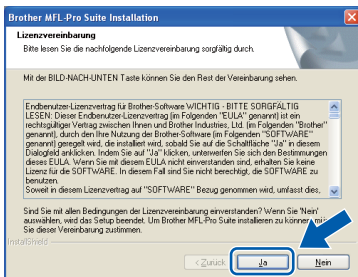 Brother MFL-Pro Suite Installation
Lizenzvereinbarung
Bitte lesen Sie die nachfolgende Lizenzvereinbarung sorgfältig durch.
Mit der BILD-NACH-UNTEN Taste können Sie den Rest der Vereinbarung sehen.
Endbenutzer-Lizenzvertrag für Brother-Software WICHTIG - BITTE SORGFÄLTIG
LESEN: Dieser Endbenutzer-Lizenzvertrag (im Folgenden "EULA" genannt) ist ein
rechtsgültiger Vertrag zwischen Ihnen und Brother Industries, Ltd. (im Folgenden "Brother"
genannt), durch den Ihre Nutzung der Brother-Software (im Folgenden "SOFTWARE"
genannt) geregelt wird, die installiert wird, sobald Sie auf die Schaltfläche "Ja" in diesem
Dialogfeld anklicken. Indem Sie auf "Ja" klicken, unterwerfen Sie sich den Bestimmungen
dieses EULA. Wenn Sie mit diesem EULA nicht einverstanden sind, erhalten Sie keine
Lizenz für die SOFTWARE. In diesem Fall sind Sie nicht berechtigt, die SOFTWARE zu
benutzen.
Soweit in diesem Lizenzvertrag auf "SOFTWARE" Bezug genommen wird, umfasst dies,
Sind Sie mit allen Bedingungen der Lizenzvereinbarung einverstanden? Wenn Sie 'Nein'
auswählen, wird das Setup beendet. Um Brother MFL-Pro Suite installieren zu können,
Sie dieser Vereinbarung zustimmen.
InstallShield
< Zurück
Ja
Nein